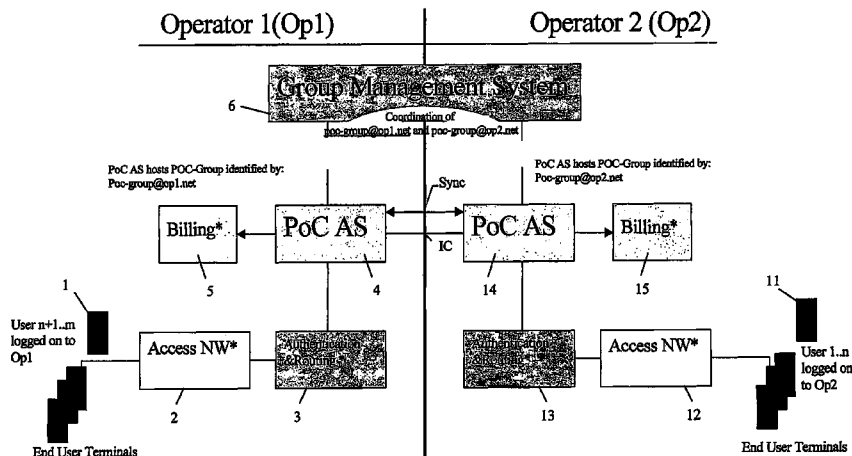 Operator 1(Op1)
Operator 2 (Op2)
Group Management System
6
Coordination of
poc-group@op1.net and poc-group@op2.net
PoC AS hosts POC-Group identified by:
Poc-group@op1.net
PoC AS hosts POC-Group identified by:
Poc-group@op2.net
Sync
Billing*
PoC AS
PoC AS
Billing*
IC
5
4
14
15
1
11
User n+1..m
logged on to
Op1
Access NW*
Authentication
&Routing
Authentication
&Routing
Access NW*
User 1..n
logged on
to Op2
2
3
13
12
End User Terminals
End User Terminals